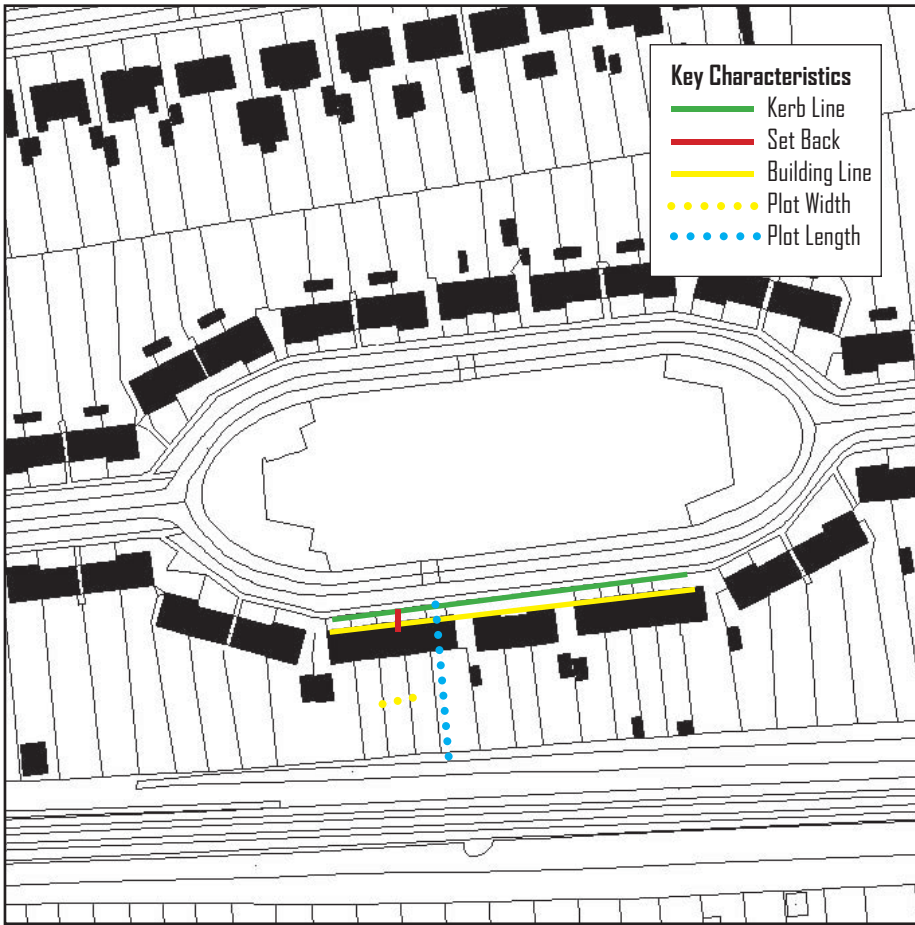 Key Characteristics
Kerb Line
Set Back
Building Line
Plot Width
Plot Length